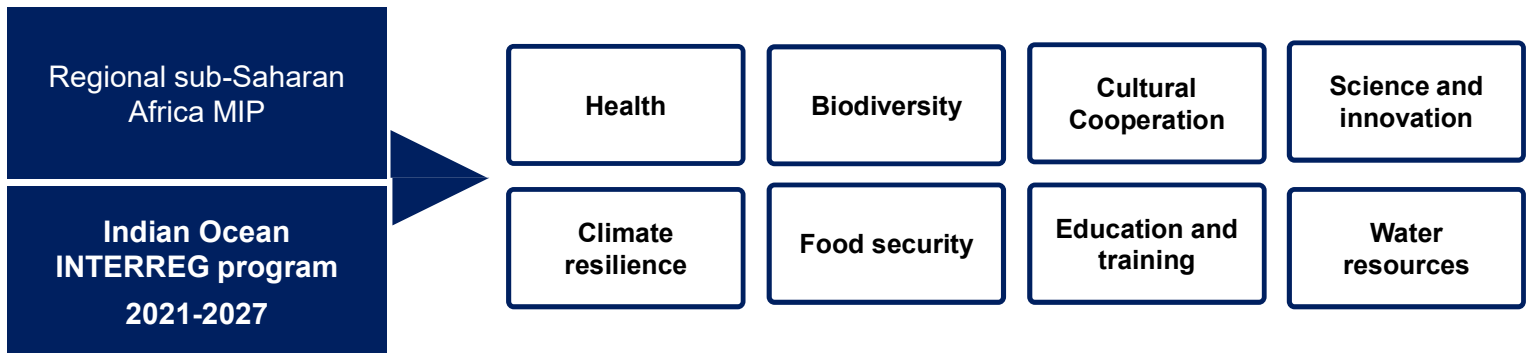 Regional sub-Saharan
Africa MIP
Indian Ocean
INTERREG program
2021-2027
Health
Biodiversity
Cultural
Cooperation
Science and
innovation
Climate
resilience
Food security
Education and
training
Water
resources